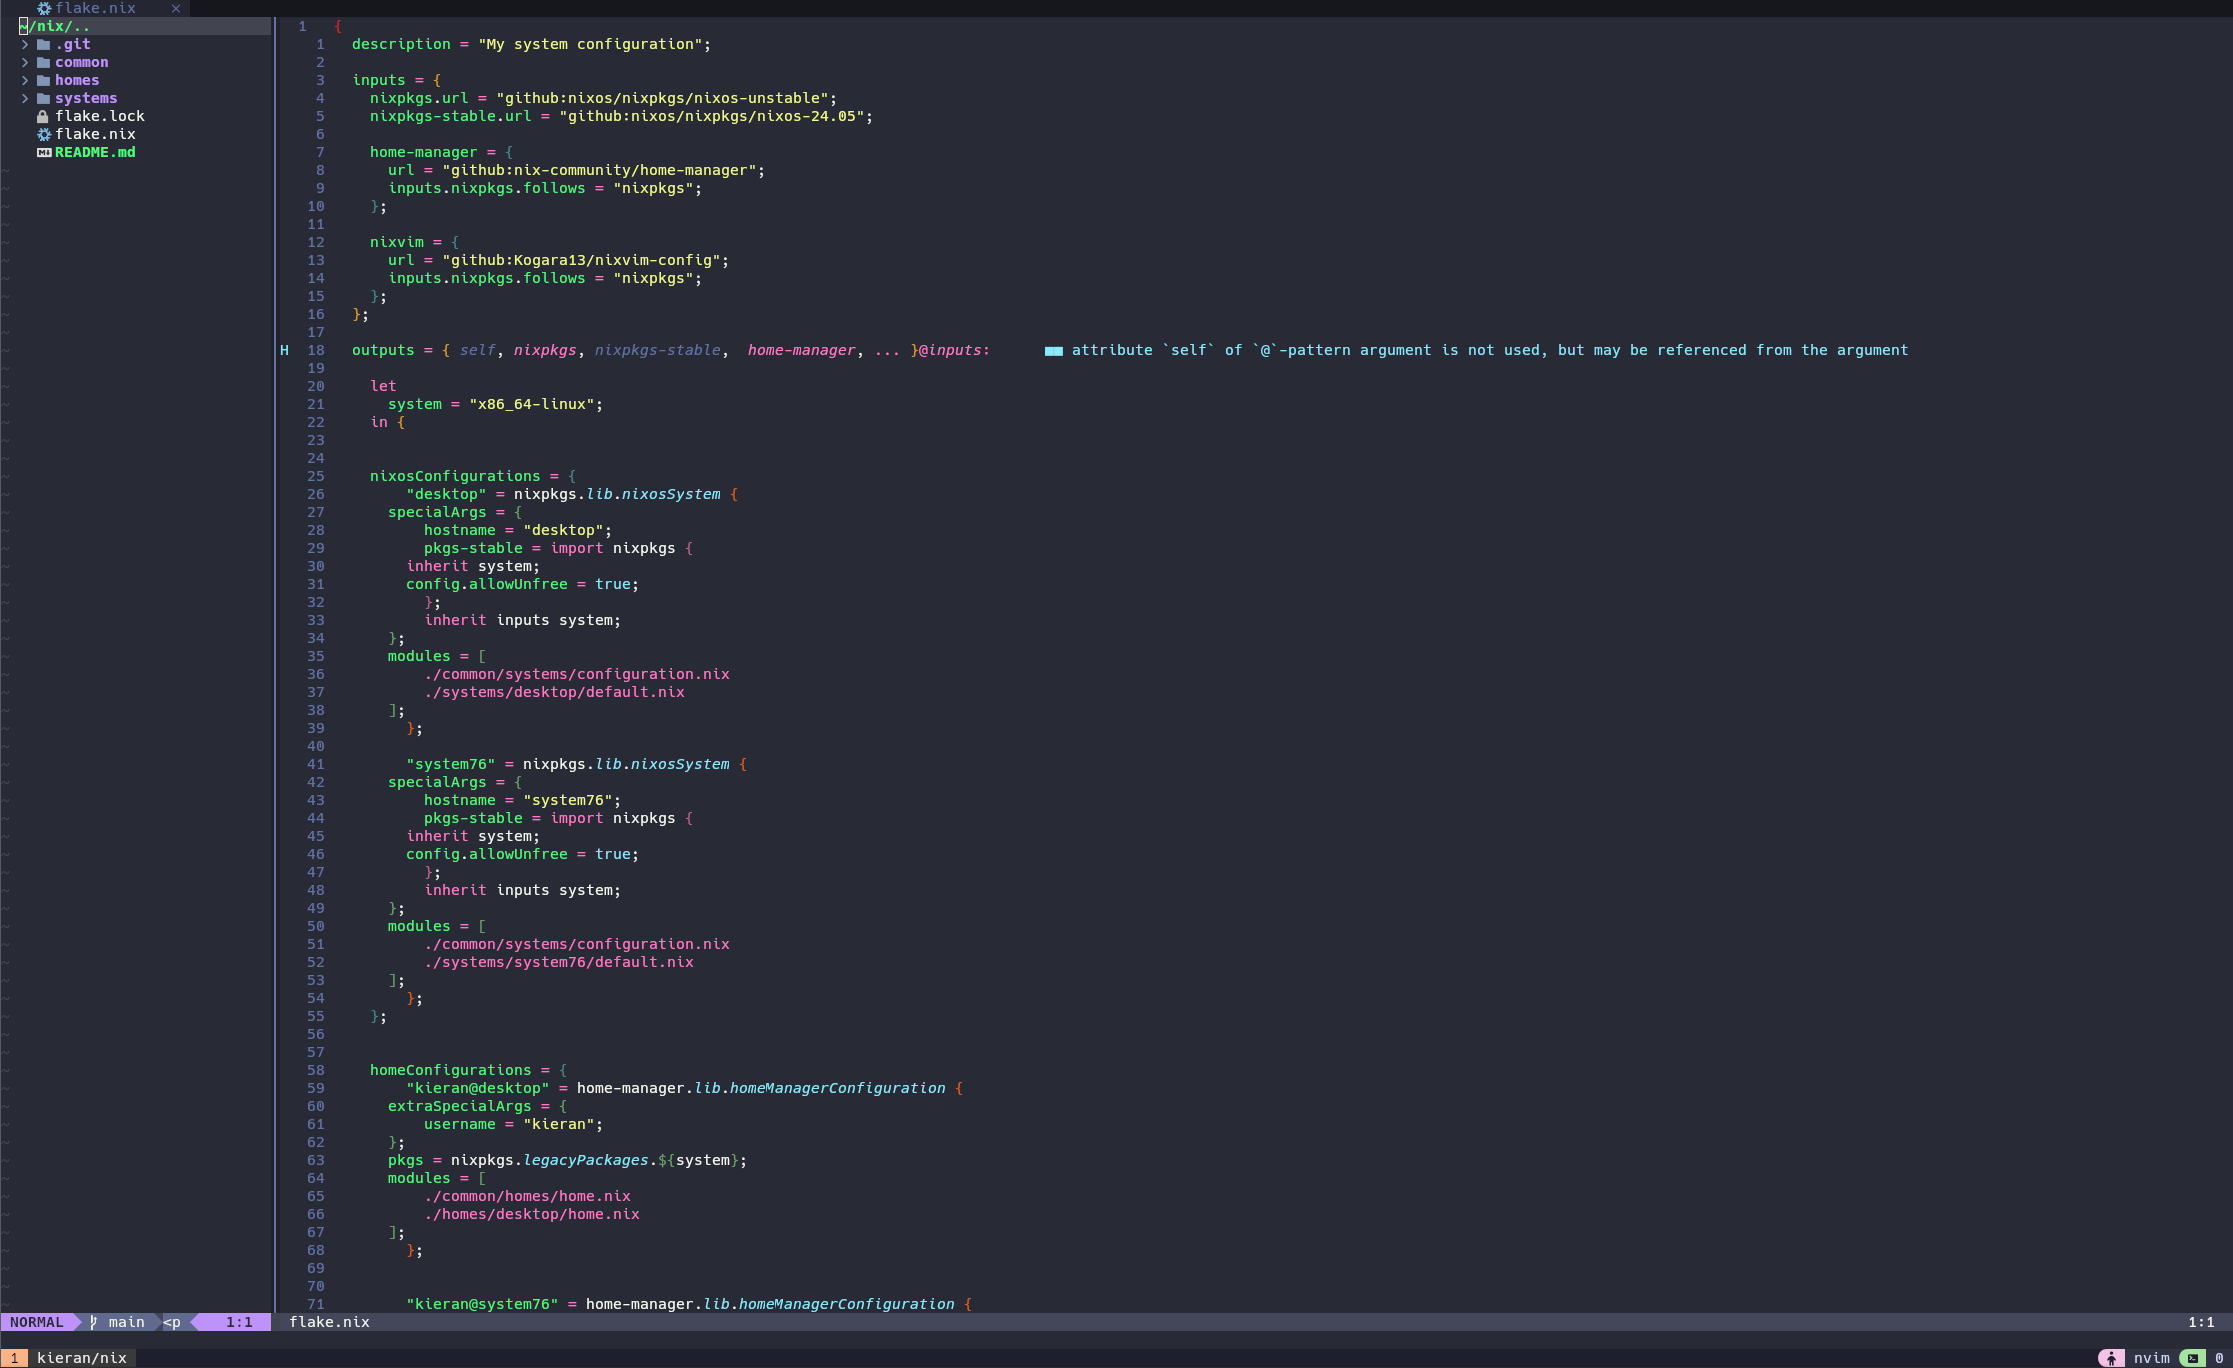 flake.nix ×
~/nix/..
.git
common
homes
systems
flake.lock
flake.nix
README.md
1 {
1 description = "My system configuration";
2
3 inputs = {
4 nixpkgs.url = "github:nixos/nixpkgs/nixos-unstable";
5 nixpkgs-stable.url = "github:nixos/nixpkgs/nixos-24.05";
6
7 home-manager = {
8 url = "github:nix-community/home-manager";
9 inputs.nixpkgs.follows = "nixpkgs";
10 };
11
12 nixvim = {
13 url = "github:Kogara13/nixvim-config";
14 inputs.nixpkgs.follows = "nixpkgs";
15 };
16 };
17
H 18 outputs = { self, nixpkgs, nixpkgs-stable,  home-manager, ... }@inputs: ■■ attribute `self` of `@`-pattern argument is not used, but may be referenced from the argument
19
20 let
21 system = "x86_64-linux";
22 in {
23
24
25 nixosConfigurations = {
26 "desktop" = nixpkgs.lib.nixosSystem {
27 specialArgs = {
28 hostname = "desktop";
29 pkgs-stable = import nixpkgs {
30 inherit system;
31 config.allowUnfree = true;
32 };
33 inherit inputs system;
34 };
35 modules = [
36 ./common/systems/configuration.nix
37 ./systems/desktop/default.nix
38 ];
39 };
40
41 "system76" = nixpkgs.lib.nixosSystem {
42 specialArgs = {
43 hostname = "system76";
44 pkgs-stable = import nixpkgs {
45 inherit system;
46 config.allowUnfree = true;
47 };
48 inherit inputs system;
49 };
50 modules = [
51 ./common/systems/configuration.nix
52 ./systems/system76/default.nix
53 ];
54 };
55 };
56
57
58 homeConfigurations = {
59 "kieran@desktop" = home-manager.lib.homeManagerConfiguration {
60 extraSpecialArgs = {
61 username = "kieran";
62 };
63 pkgs = nixpkgs.legacyPackages.${system};
64 modules = [
65 ./common/homes/home.nix
66 ./homes/desktop/home.nix
67 ];
68 };
69
70
71 "kieran@system76" = home-manager.lib.homeManagerConfiguration {
NORMAL main <p 1:1 flake.nix 1:1
1 kieran/nix nvim 0